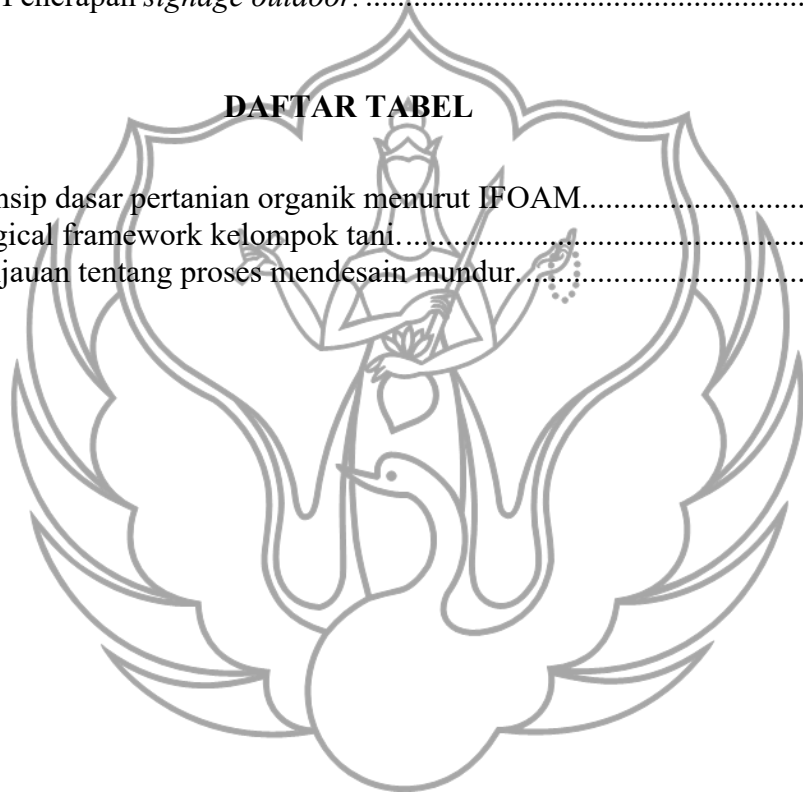 Penerapan signage outdoor. ........................................................
DAFTAR TABEL
nsip dasar pertanian organik menurut IFOAM............................
gical framework kelompok tani....................................................
jauan tentang proses mendesain mundur...................................